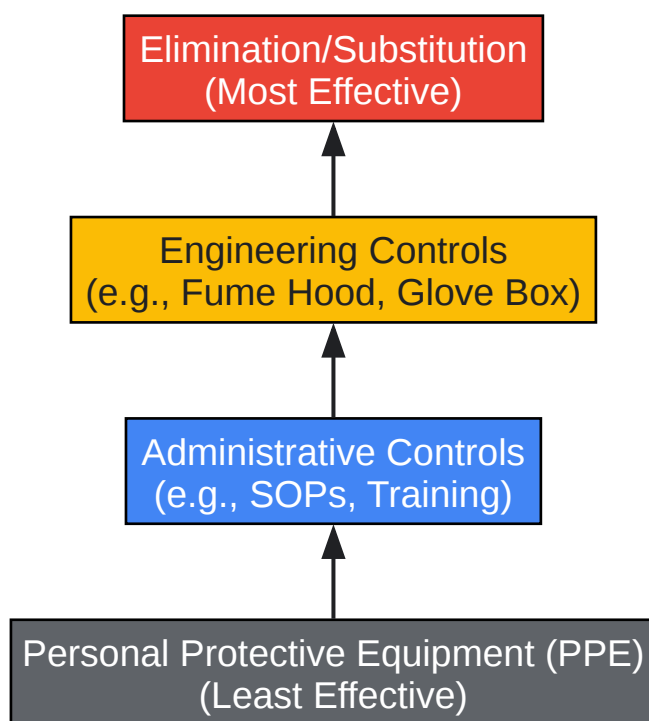 Elimination/Substitution
(Most Effective)
Engineering Controls
(e.g., Fume Hood, Glove Box)
Administrative Controls
(e.g., SOPs, Training)
Personal Protective Equipment (PPE)
(Least Effective)